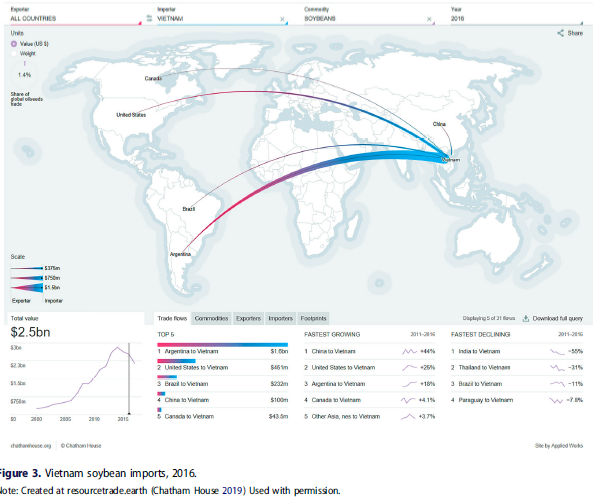 Exporter
ALL COUNTRIES
Importer
VIETNAM
Commodity
SOYBEANS
Year
2016
Units
Value (US $)
Weight
1.4%
Share of
global oilseeds
trade
Share
Canada
United States
China
Vietnam
Brazil
Argentina
Scale
$375m
$750m
$1.5bn
Exporter Importer
Total value
$2.5bn
$3bn
$2.3bn
$1.5bn
$750m
2000 2005 2010 2015
Trade flows Commodities Exporters Importers Footprints
Displaying 5 of 31 flows Download full query
TOP 5
1 Argentina to Vietnam $1.6bn
2 United States to Vietnam $451m
3 Brazil to Vietnam $232m
4 China to Vietnam $100m
5 Canada to Vietnam $43.5m
FASTEST GROWING 2011–2016
1 China to Vietnam +44%
2 United States to Vietnam +25%
3 Argentina to Vietnam +18%
4 Canada to Vietnam +4.1%
5 Other Asia, nes to Vietnam +3.7%
FASTEST DECLINING 2011–2016
1 India to Vietnam -55%
2 Thailand to Vietnam -31%
3 Brazil to Vietnam -11%
4 Paraguay to Vietnam -7.8%
chathamhouse.org © Chatham House
Site by Applied Works
Figure 3. Vietnam soybean imports, 2016.
Note: Created at resourcetrade.earth (Chatham House 2019) Used with permission.